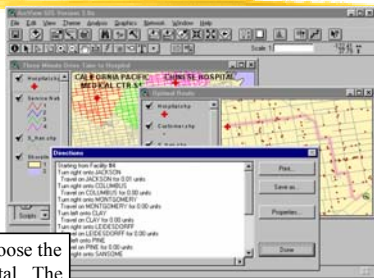 ArcView GIS Version 3.0a
File Edit View Theme Analysis Graphics Network Window Help
Scale 1:
Three Minute Drive Time to Hospital
Hospitals.shp
CALIFORNIA PACIFIC MEDICAL CTR.
CHINESE HOSPITAL
Optimal Route
Hospitals.shp
Customer.shp
Directions
Starting from Facility
Turn right onto JACKSON
Travel on JACKSON for 0.01 units
Turn right onto COLUMBUS
Travel on COLUMBUS for 0.00 units
Turn right onto MONTGOMERY
Travel on MONTGOMERY for 0.00 units
Turn left onto CLAY
Travel on CLAY for 0.00 units
Turn right onto LEIDESDORFF
Travel on LEIDESDORFF for 0.00 units
Turn left onto PINE
Travel on PINE for 0.00 units
Turn right onto SANSOME
Print...
Save as...
Properties...
Done
Scripts
oose the
tal. The